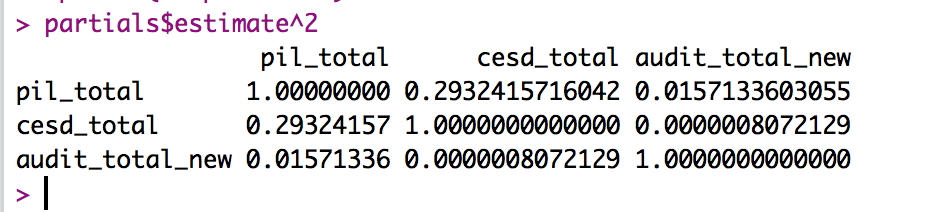 > partials$estimate^2
pil_total cesd_total audit_total_new
pil_total 1.00000000 0.2932415716042 0.0157133603055
cesd_total 0.29324157 1.0000000000000 0.0000008072129
audit_total_new 0.01571336 0.0000008072129 1.0000000000000
>